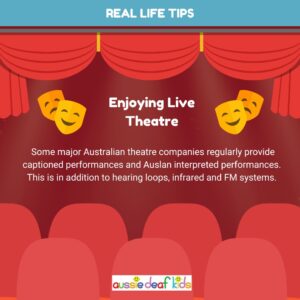 REAL LIFE TIPS
Enjoying Live
Theatre
Some major Australian theatre companies regularly provide
captioned performances and Auslan interpreted performances.
This is in addition to hearing loops, infrared and FM systems.
aussie deaf kids